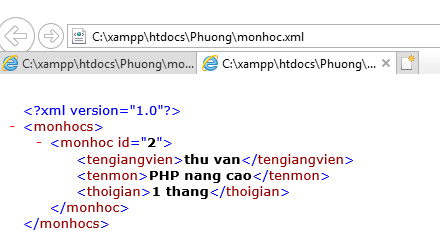 C:\xampp\htdocs\Phuong\monhoc.xml
C:\xampp\htdocs\Phuong\mo... C:\xampp\htdocs\Phuong\...
<?xml version="1.0"?>
- <monhocs>
- <monhoc id="2">
<tengiangvien>thu van</tengiangvien>
<tenmon>PHP nang cao</tenmon>
<thoigian>1 thang</thoigian>
</monhoc>
</monhocs>